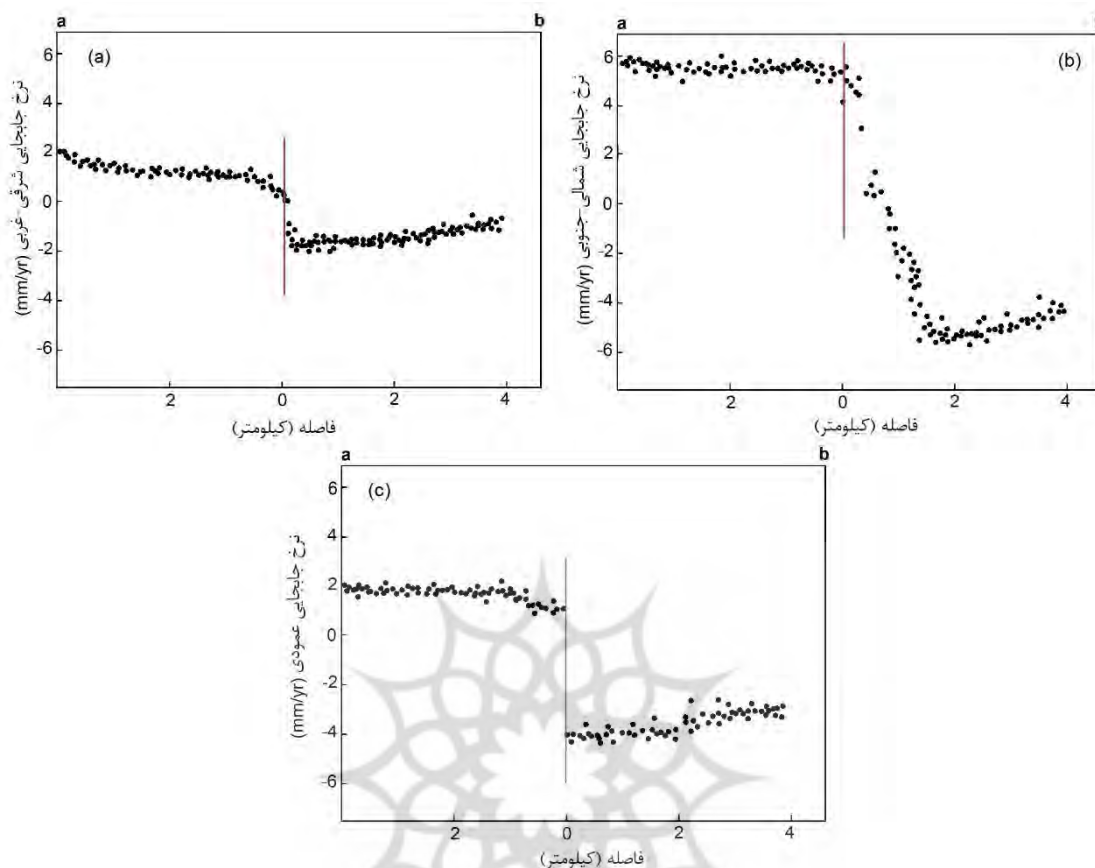 a b
(a)
نرخ جابجایی شرقی-غربی (mm/yr)
6
4
2
0
-2
-4
-6
2 0 2 4
فاصله (کیلومتر)
a
(b)
نرخ جابجایی شمالی-جنوبی (mm/yr)
6
4
2
0
-2
-4
-6
2 0 2 4
فاصله (کیلومتر)
a b
(c)
نرخ جابجایی عمودی (mm/yr)
6
4
2
0
-2
-4
-6
2 0 2 4
فاصله (کیلومتر)